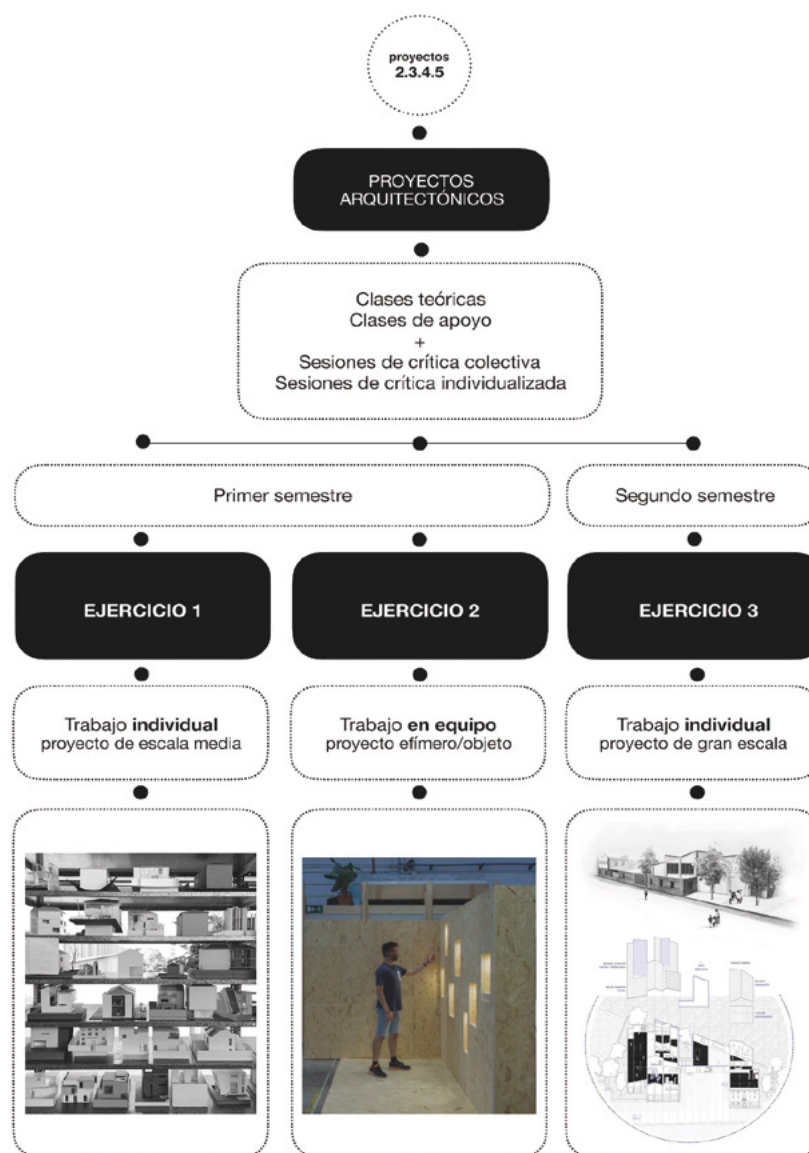 proyectos
2.3.4.5
PROYECTOS
ARQUITECTÓNICOS
Clases teóricas
Clases de apoyo
+
Sesiones de crítica colectiva
Sesiones de crítica individualizada
Primer semestre
Segundo semestre
EJERCICIO 1
EJERCICIO 2
EJERCICIO 3
Trabajo individual
proyecto de escala media
Trabajo en equipo
proyecto efímero/objeto
Trabajo individual
proyecto de gran escala